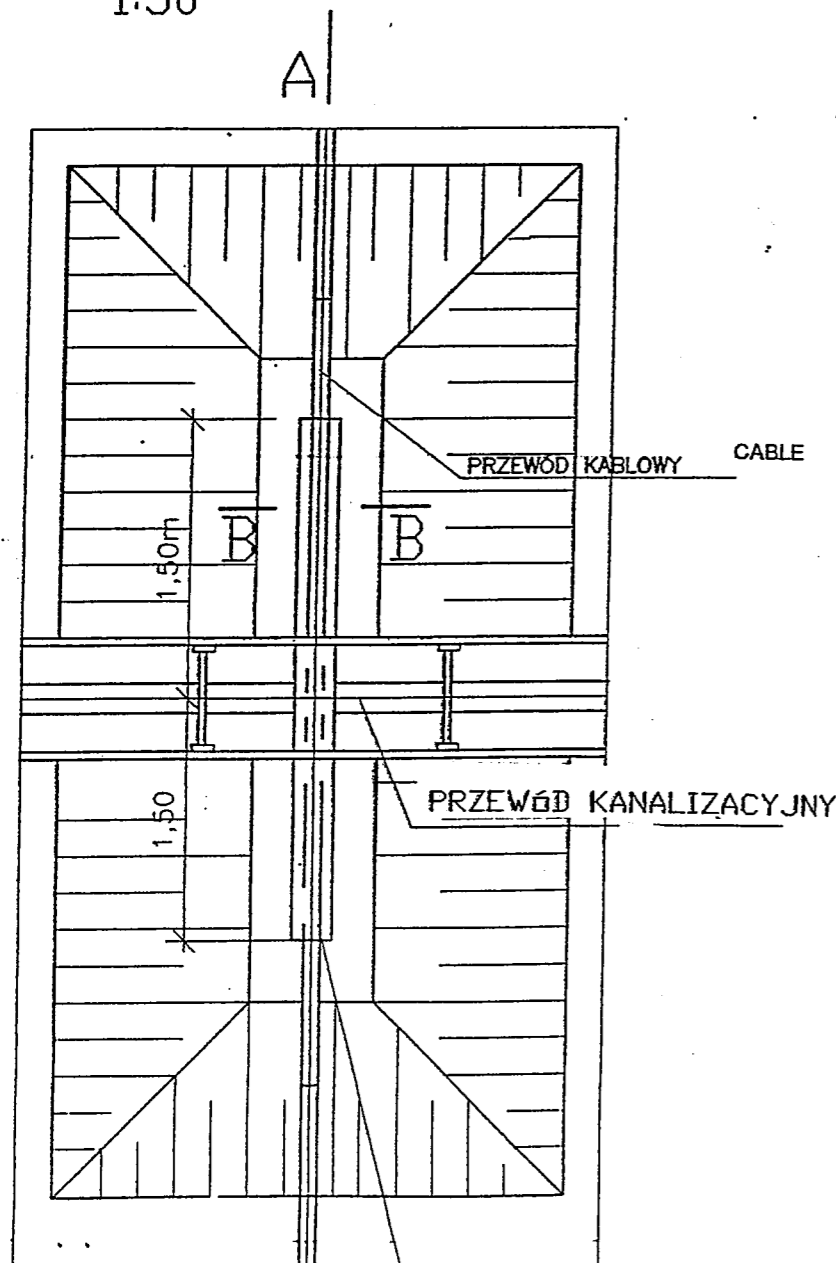 1:50
A
PRZEWÓD KABLOWY CABLE
B B
1,50m
PRZEWóD KANALIZACYJNY
1,50